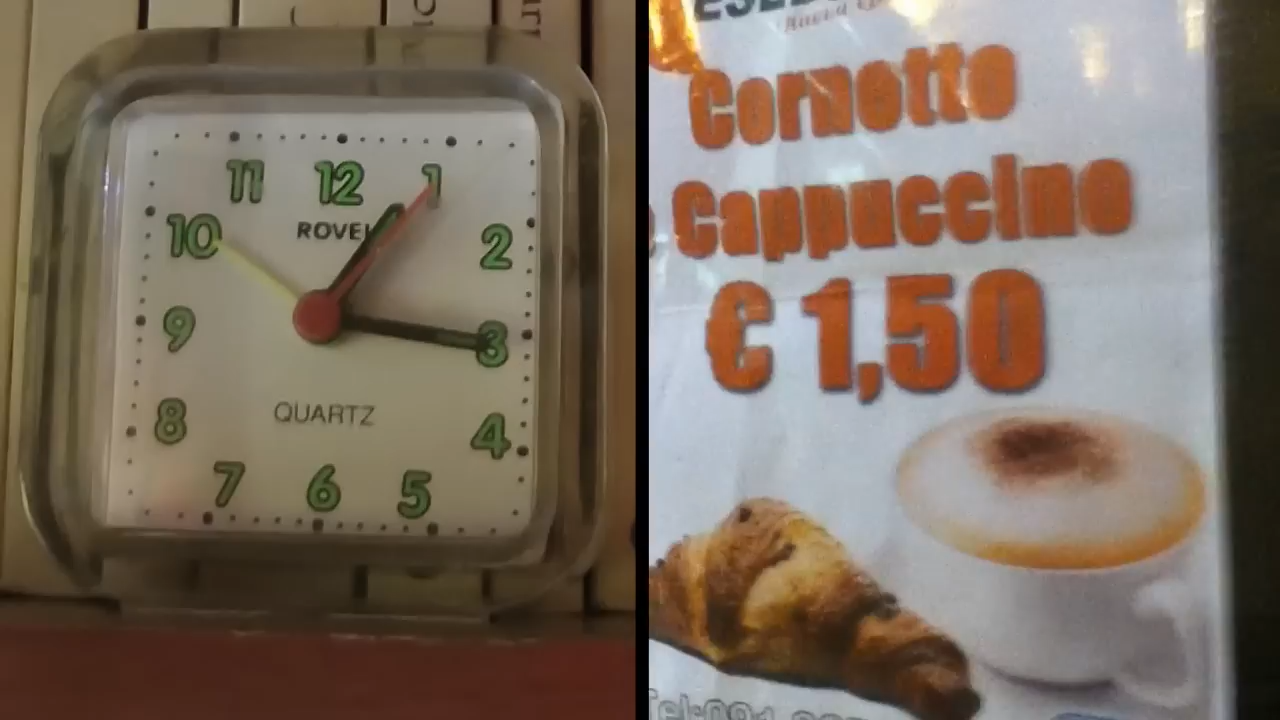 11 12 1
10 2
ROVEL
9 3
QUARTZ
8 4
7 6 5
Cornetto
Cappuccino
€ 1,50